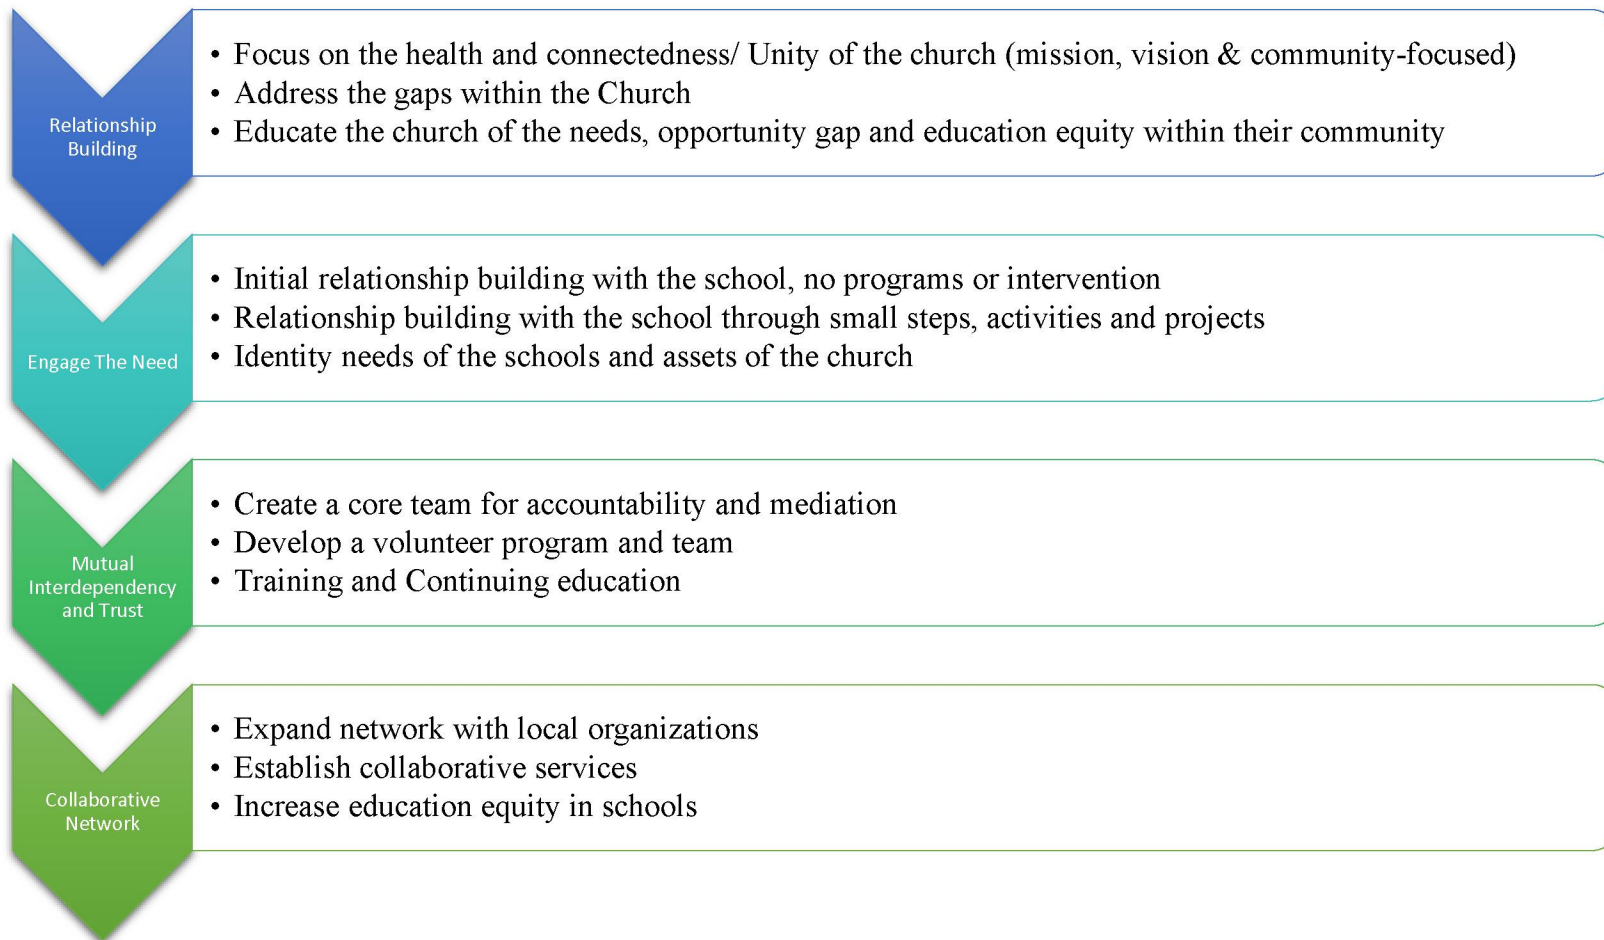 Relationship
Building
• Focus on the health and connectedness/ Unity of the church (mission, vision & community-focused)
• Address the gaps within the Church
• Educate the church of the needs, opportunity gap and education equity within their community
Engage The Need
• Initial relationship building with the school, no programs or intervention
• Relationship building with the school through small steps, activities and projects
• Identity needs of the schools and assets of the church
Mutual
Interdependency
and Trust
• Create a core team for accountability and mediation
• Develop a volunteer program and team
• Training and Continuing education
Collaborative
Network
• Expand network with local organizations
• Establish collaborative services
• Increase education equity in schools